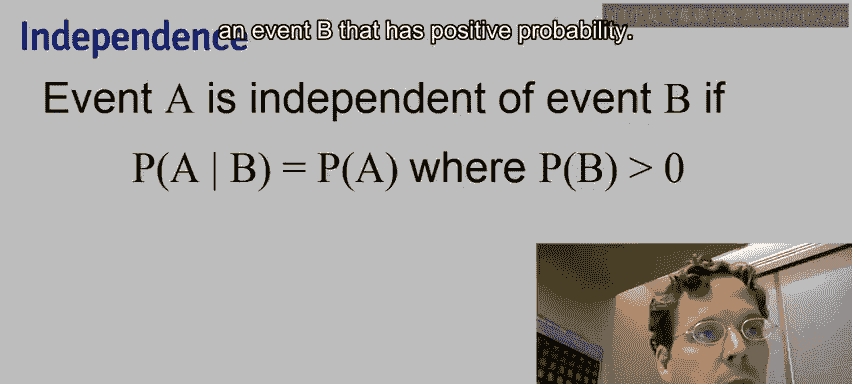 an event B that has positive probability.
Independence
Event A is independent of event B if
P(A | B) = P(A) where P(B) > 0